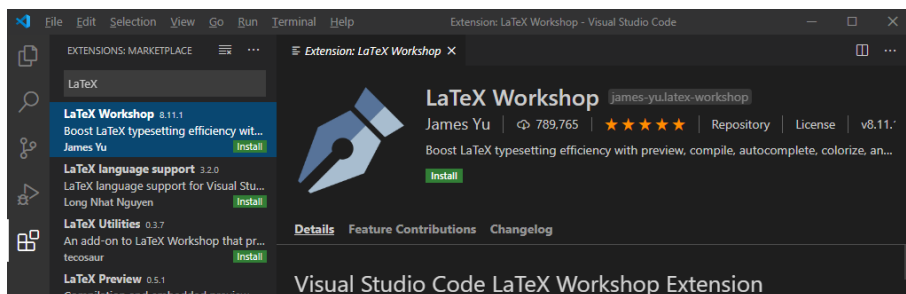 File Edit Selection View Go Run Terminal Help Extension: LaTeX Workshop - Visual Studio Code
EXTENSIONS: MARKETPLACE
Extension: LaTeX Workshop
LaTeX
LaTeX Workshop 8.11.1
Boost LaTeX typesetting efficiency wit...
James Yu Install
LaTeX language support 3.2.0
LaTeX language support for Visual Stu...
Long Nhat Nguyen Install
LaTeX Utilities 0.3.7
An add-on to LaTeX Workshop that pr...
tecosaur Install
LaTeX Preview 0.5.1
LaTeX Workshop james-yu.latex-workshop
James Yu 789,765 Repository License v8.11.
Boost LaTeX typesetting efficiency with preview, compile, autocomplete, colorize, an...
Install
Details Feature Contributions Changelog
Visual Studio Code LaTeX Workshop Extension